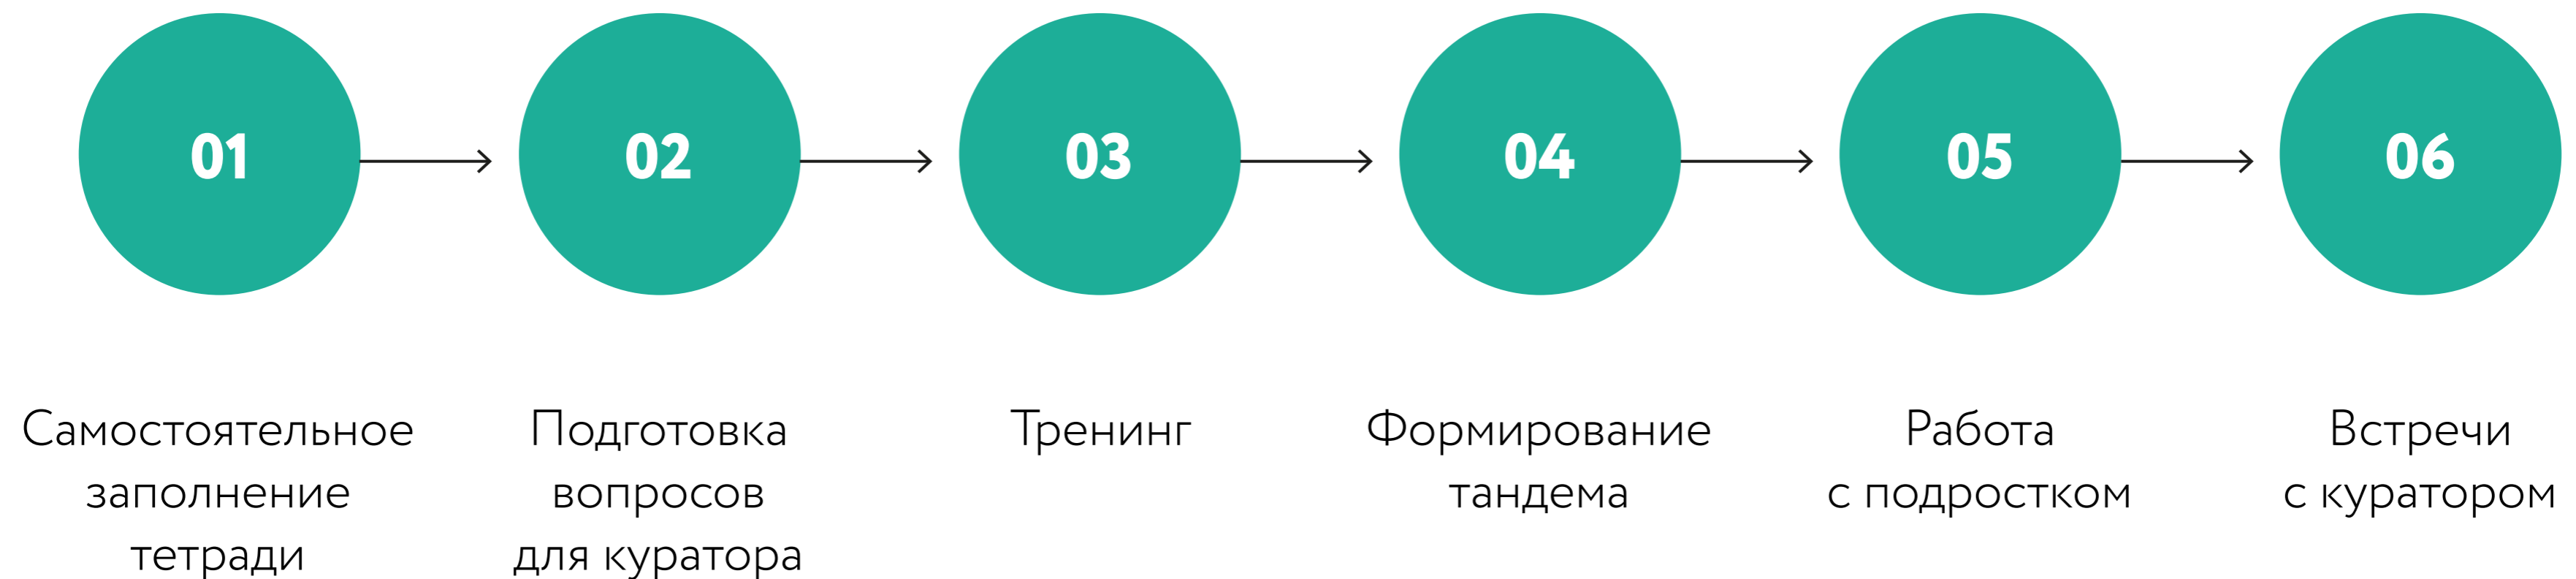 01
02
03
04
05
06
Самостоятельное
заполнение
тетради
Подготовка
вопросов
для куратора
Тренинг
Формирование
тандема
Работа
с подростком
Встречи
с куратором